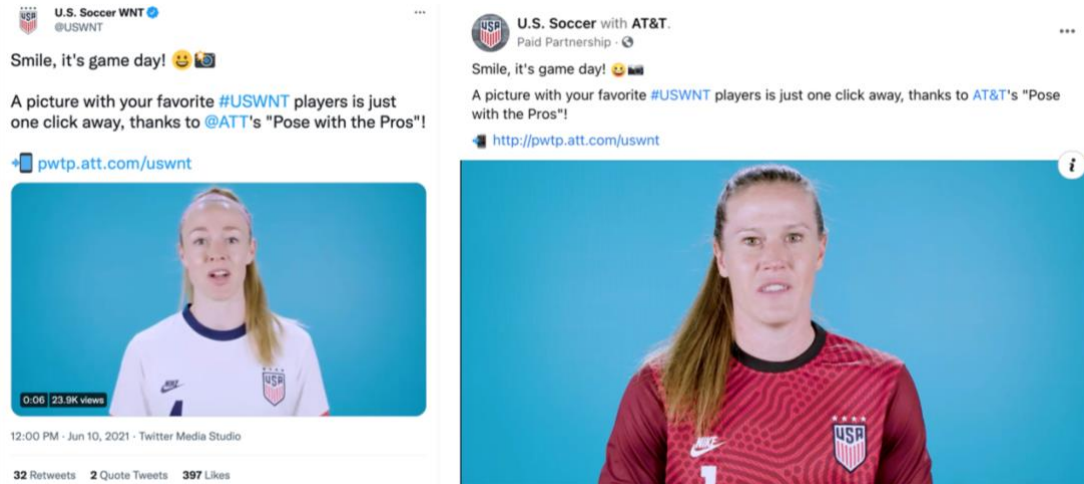 U.S. Soccer WNT
@USWNT
Smile, it's game day! 😀📸
A picture with your favorite #USWNT players is just
one click away, thanks to @ATT's "Pose with the Pros"!
📲 pwtp.att.com/uswnt
USA
NIKE
0:06 23.9K views
12:00 PM · Jun 10, 2021 · Twitter Media Studio
32 Retweets 2 Quote Tweets 397 Likes
U.S. Soccer with AT&T.
Paid Partnership ·
Smile, it's game day! 😀📸
A picture with your favorite #USWNT players is just one click away, thanks to AT&T's "Pose
with the Pros"!
📲 http://pwtp.att.com/uswnt
i
USA
NIKE
1